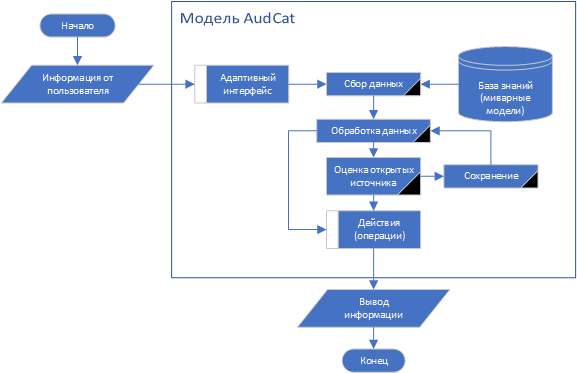 Модель AudCat
Начало
Информация от
пользователя
Адаптивный
интерфейс
Сбор данных
База знаний
(миварные
модели)
Обработка данных
Оценка открытых
источника
Сохранение
Действия
(операции)
Вывод
информации
Конец